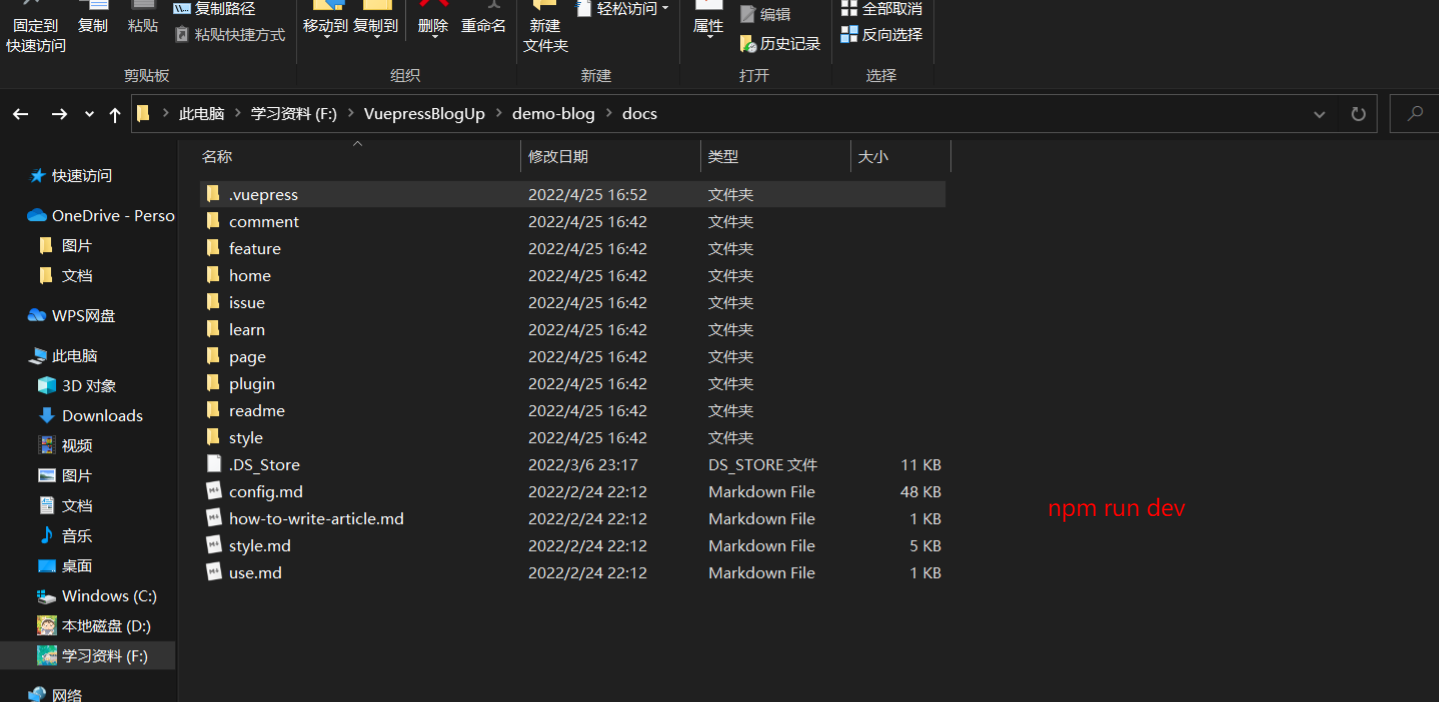 复制路径
轻松访问
编辑
全部取消
固定到
快速访问
复制
粘贴
粘贴快捷方式
移动到
复制到
删除
重命名
新建
文件夹
属性
历史记录
反向选择
剪贴板
组织
新建
打开
选择
此电脑
学习资料 (F:)
VuepressBlogUp
demo-blog
docs
名称
修改日期
类型
大小
快速访问
OneDrive - Perso
图片
文档
WPS网盘
此电脑
3D 对象
Downloads
视频
图片
文档
音乐
桌面
Windows (C:)
本地磁盘 (D:)
学习资料 (F:)
网络
.vuepress 2022/4/25 16:52 文件夹
comment 2022/4/25 16:42 文件夹
feature 2022/4/25 16:42 文件夹
home 2022/4/25 16:42 文件夹
issue 2022/4/25 16:42 文件夹
learn 2022/4/25 16:42 文件夹
page 2022/4/25 16:42 文件夹
plugin 2022/4/25 16:42 文件夹
readme 2022/4/25 16:42 文件夹
style 2022/4/25 16:42 文件夹
.DS_Store 2022/3/6 23:17 DS_STORE 文件 11 KB
config.md 2022/2/24 22:12 Markdown File 48 KB
how-to-write-article.md 2022/2/24 22:12 Markdown File 1 KB
style.md 2022/2/24 22:12 Markdown File 5 KB
use.md 2022/2/24 22:12 Markdown File 1 KB
npm run dev